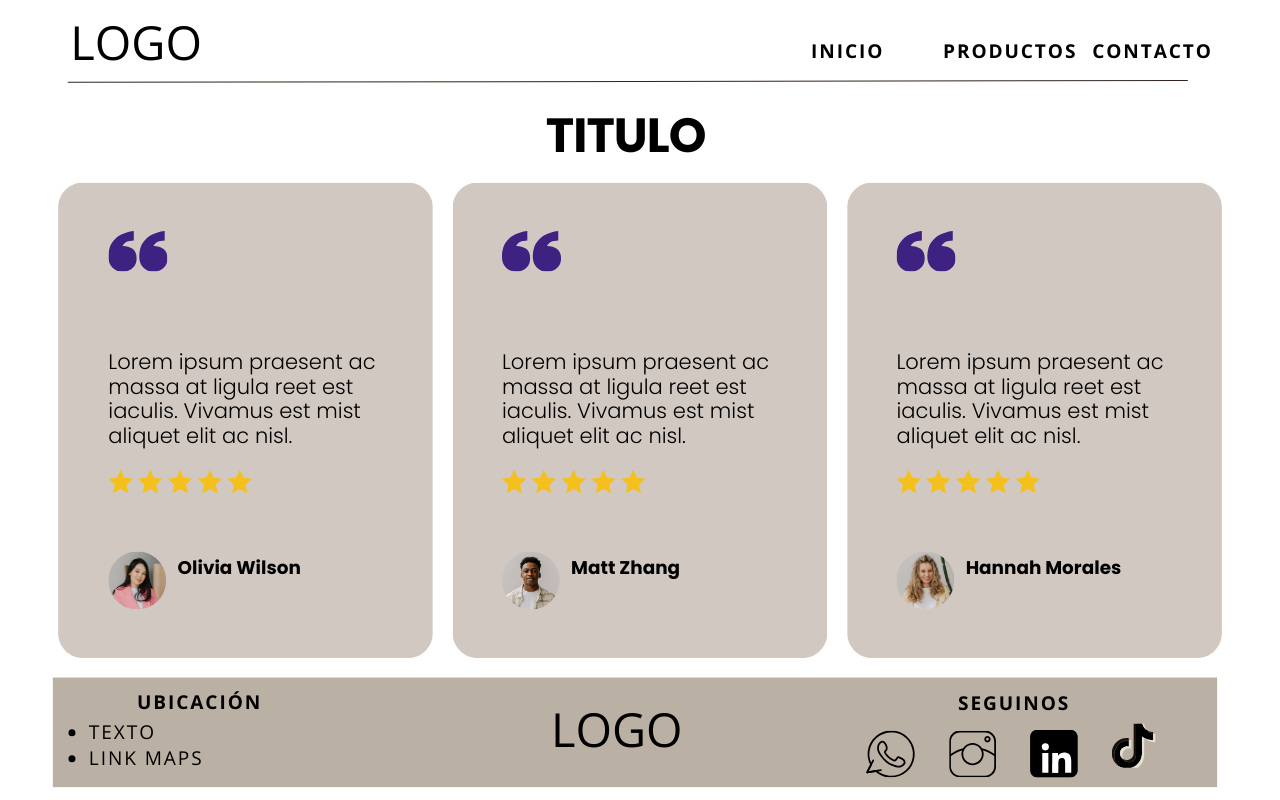 LOGO
INICIO PRODUCTOS CONTACTO
TITULO
Lorem ipsum praesent ac
massa at ligula reet est
iaculis. Vivamus est mist
aliquet elit ac nisl.
Olivia Wilson
Lorem ipsum praesent ac
massa at ligula reet est
iaculis. Vivamus est mist
aliquet elit ac nisl.
Matt Zhang
Lorem ipsum praesent ac
massa at ligula reet est
iaculis. Vivamus est mist
aliquet elit ac nisl.
Hannah Morales
UBICACIÓN
• TEXTO
• LINK MAPS
LOGO
SEGUINOS
in